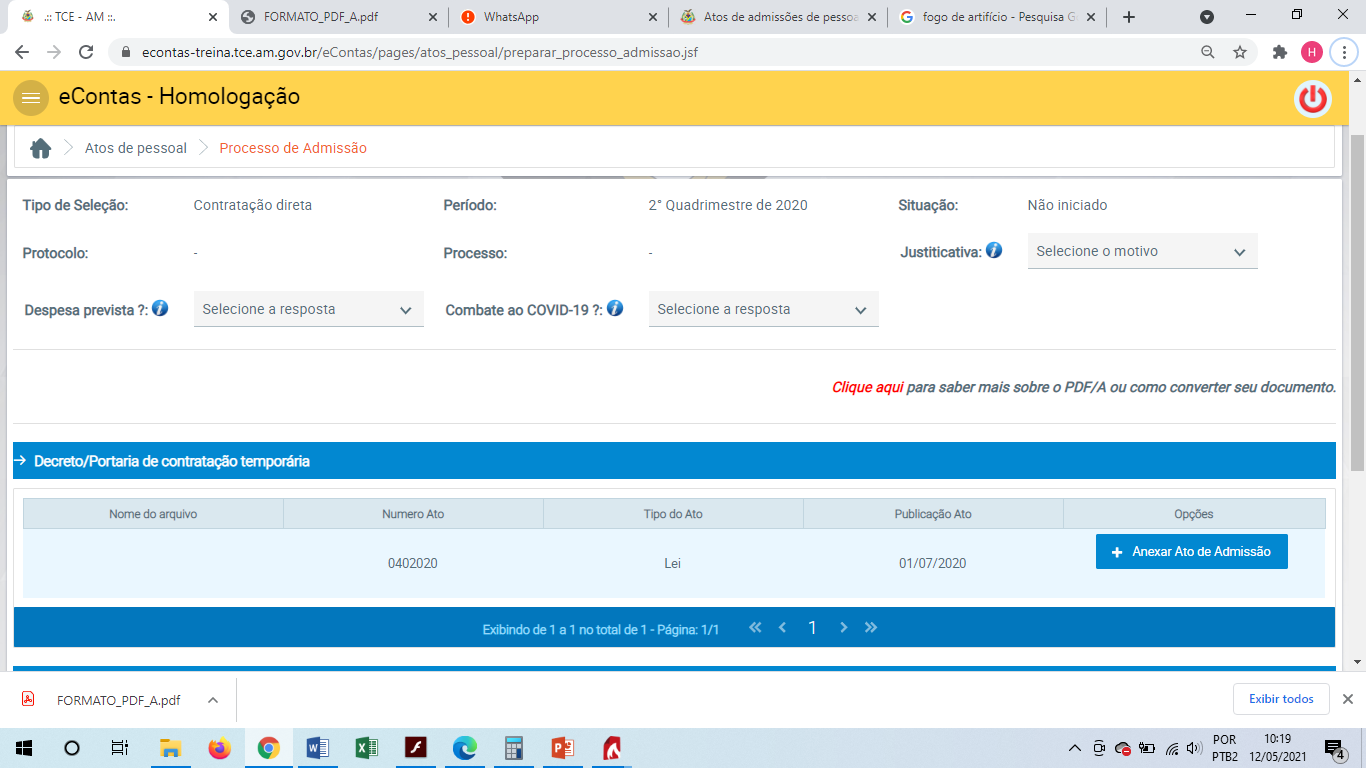 .:: TCE - AM ::.
FORMATO_PDF_A.pdf
WhatsApp
Atos de admissões de pessoa
fogo de artifício - Pesquisa G
econtas-treina.tce.am.gov.br/eContas/pages/atos_pessoal/preparar_processo_admissao.jsf
H
eContas - Homologação
Atos de pessoal
Processo de Admissão
Tipo de Seleção: Contratação direta Período: 2° Quadrimestre de 2020 Situação: Não iniciado
Protocolo: - Processo: - Justiticativa: Selecione o motivo
Despesa prevista ?: Selecione a resposta Combate ao COVID-19 ?: Selecione a resposta
Clique aqui para saber mais sobre o PDF/A ou como converter seu documento.
Decreto/Portaria de contratação temporária
Nome do arquivo Numero Ato Tipo do Ato Publicação Ato Opções
0402020 Lei 01/07/2020 + Anexar Ato de Admissão
Exibindo de 1 a 1 no total de 1 - Página: 1/1 1
FORMATO_PDF_A.pdf
Exibir todos
POR 10:19
PTB2 12/05/2021 4